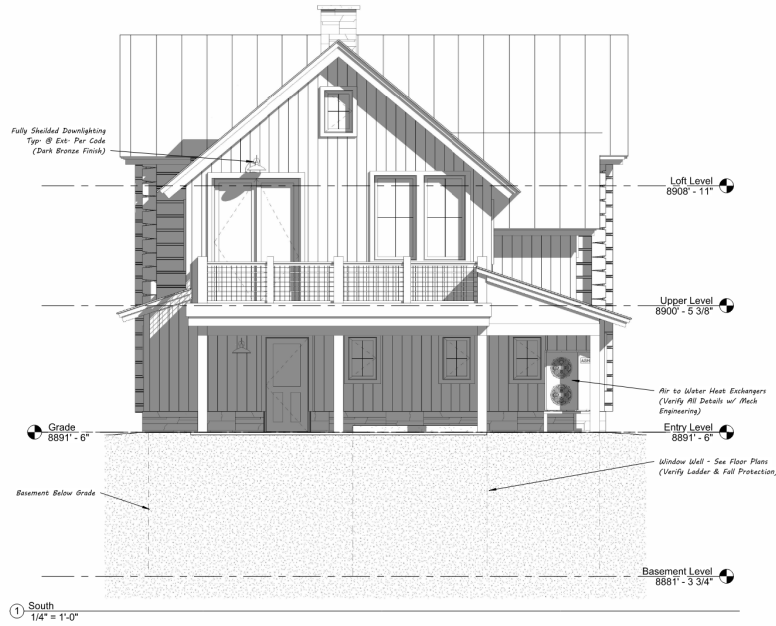 Fully Sheilded Downlighting
Typ. @ Ext. Per Code
(Dark Bronze Finish)
Loft Level
8908' - 11"
Upper Level
8900' - 5 3/8"
Air to Water Heat Exchangers
(Verify All Details w/ Mech
Engineering)
Grade
8891' - 6"
Entry Level
8891' - 6"
Window Well - See Floor Plans
(Verify Ladder & Fall Protection)
Basement Below Grade
Basement Level
8881' - 3 3/4"
1
South
1/4" = 1'-0"